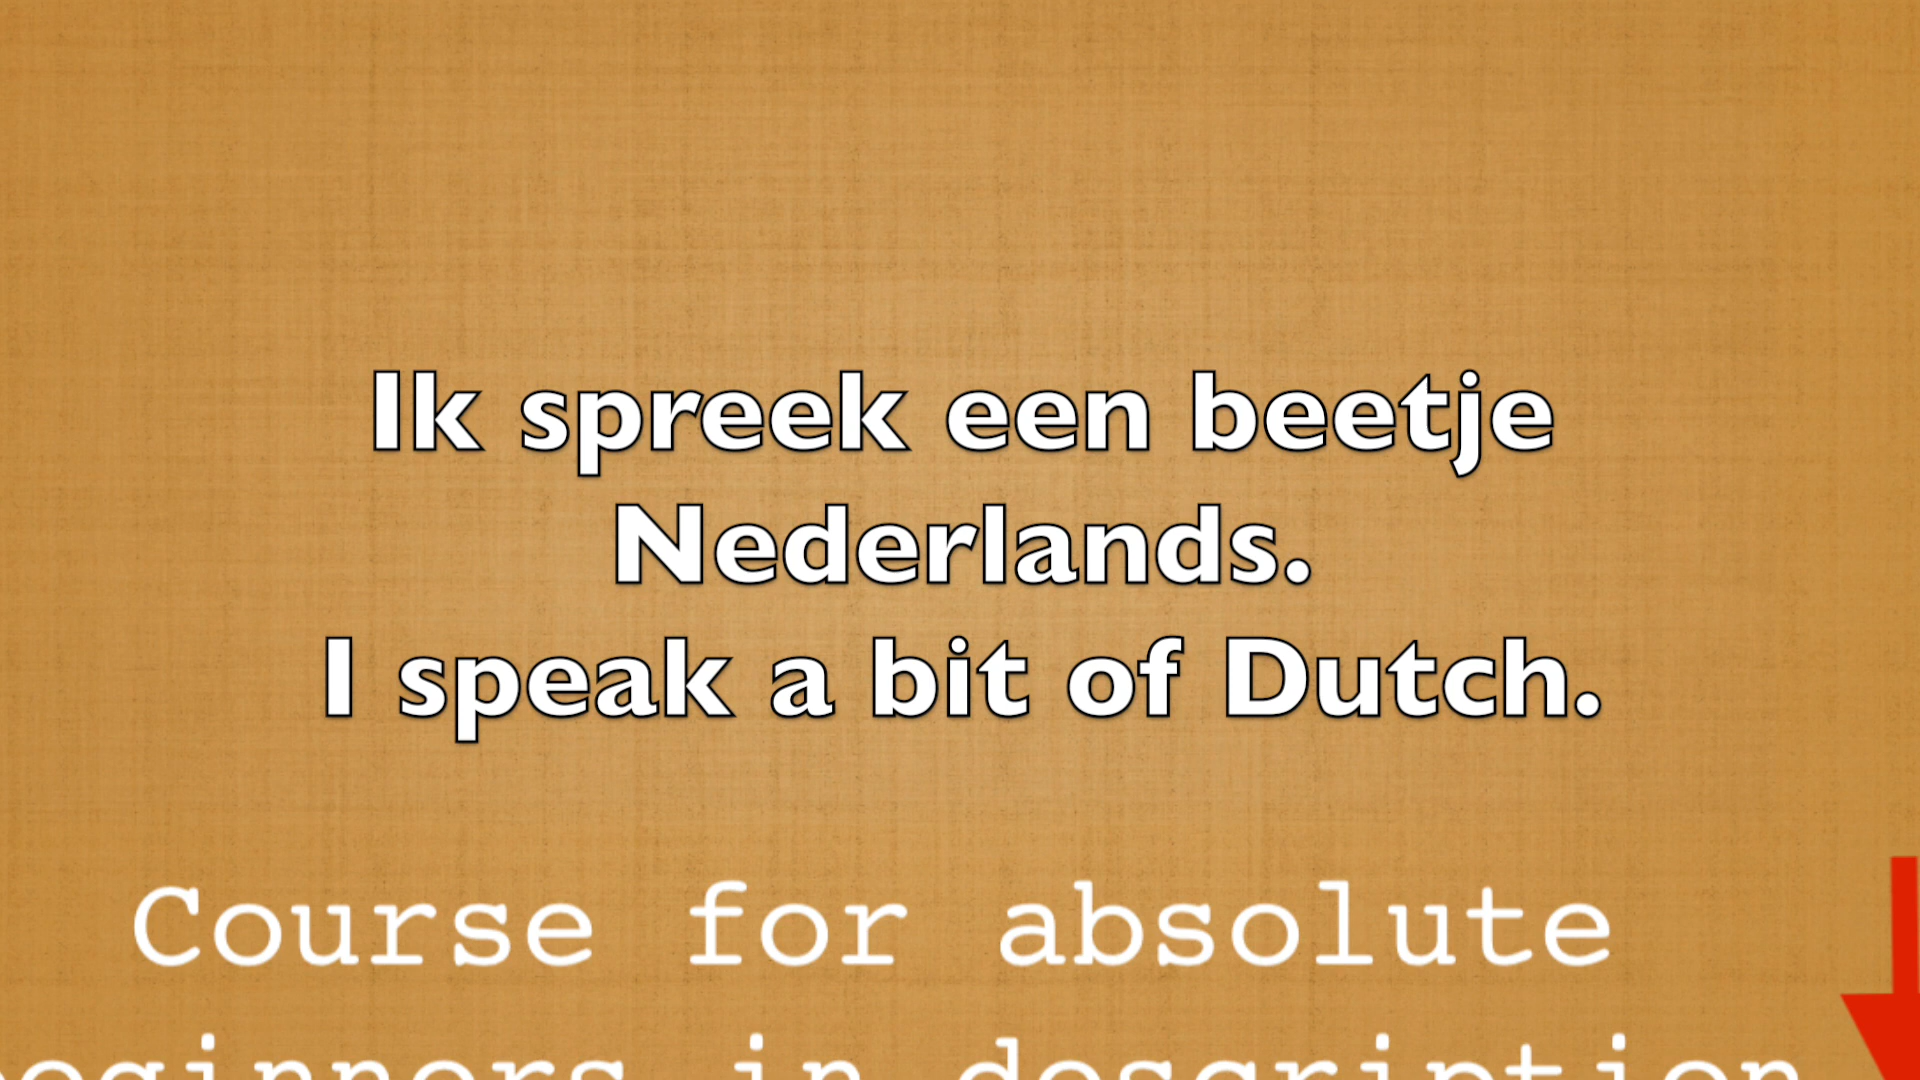 Ik spreek een beetje
Nederlands.
I speak a bit of Dutch.
Course for absolute
beginners in description